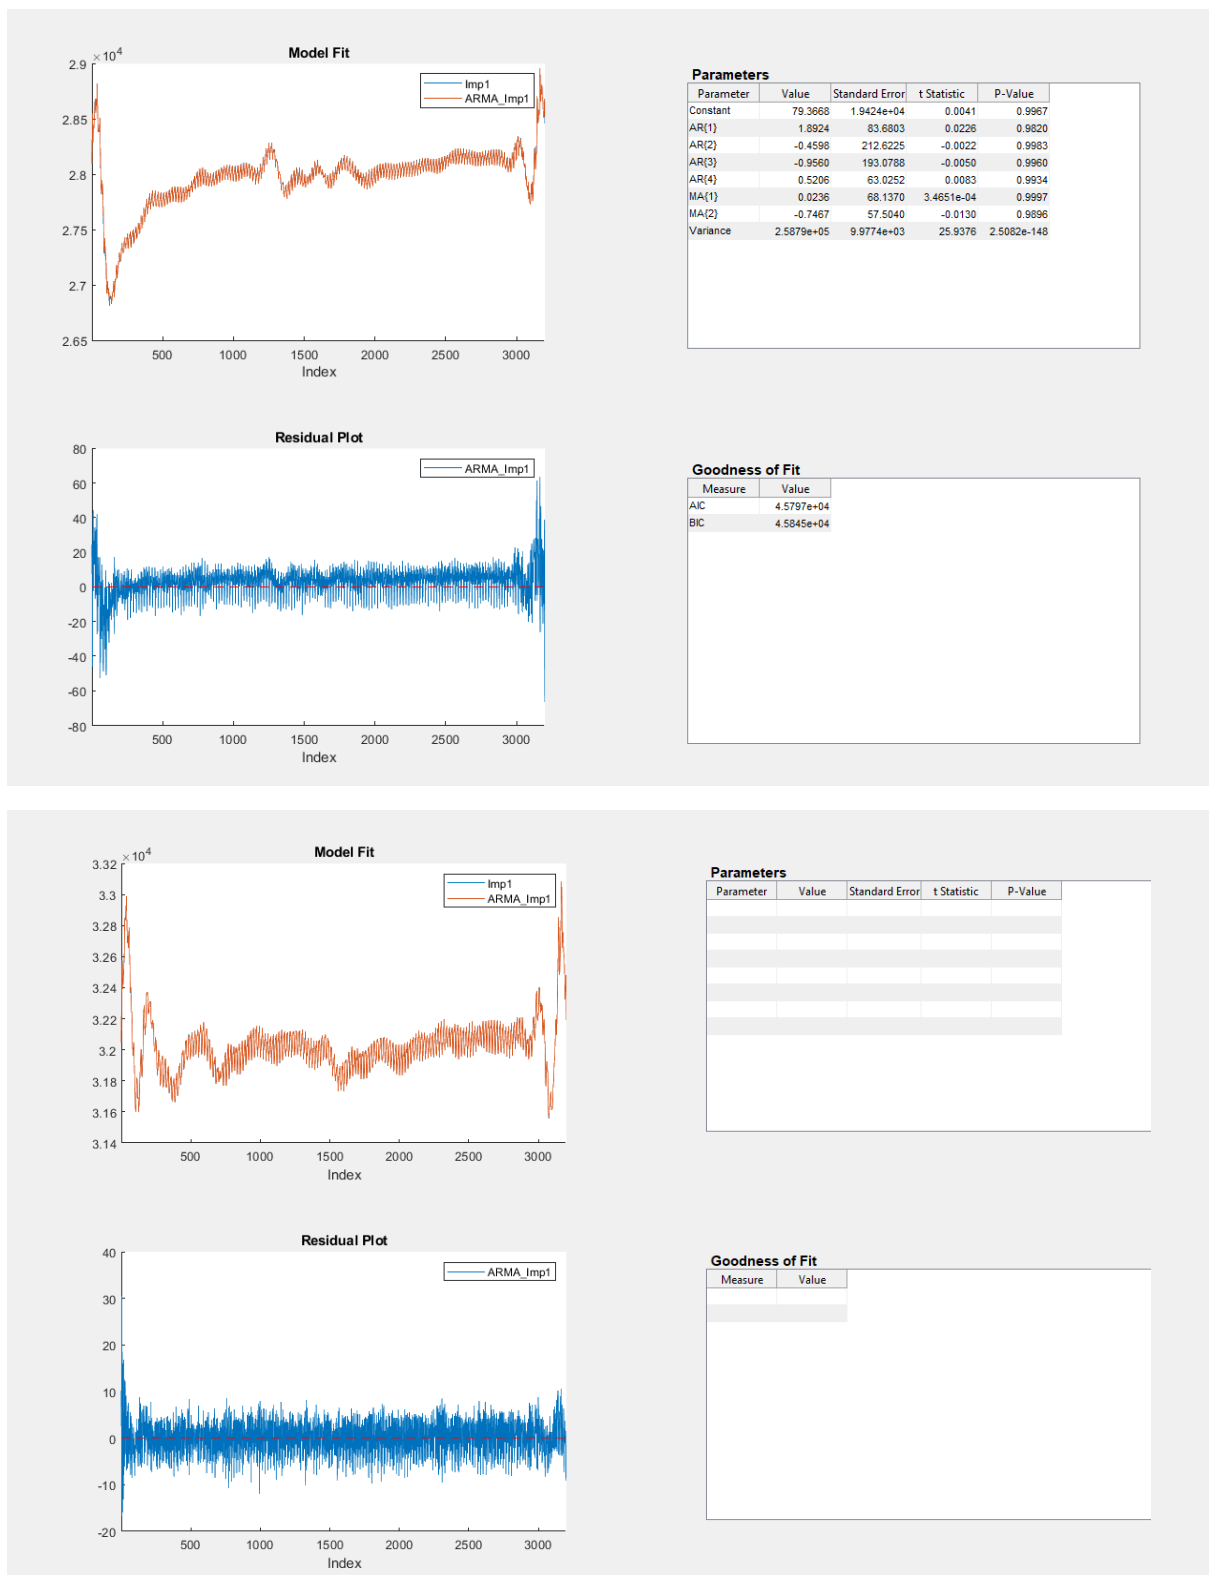 Model Fit
2.9 ×10^4
2.85
2.8
2.75
2.7
2.65
500 1000 1500 2000 2500 3000
Index
Imp1
ARMA_Imp1
Parameters
Parameter Value Standard Error t Statistic P-Value
Constant 79.3668 1.9424e+04 0.0041 0.9967
AR{1} 1.8924 83.6803 0.0226 0.9820
AR{2} -0.4598 212.6225 -0.0022 0.9983
AR{3} -0.9560 193.0788 -0.0050 0.9960
AR{4} 0.5206 63.0252 0.0083 0.9934
MA{1} 0.0236 68.1370 3.4651e-04 0.9997
MA{2} -0.7467 57.5040 -0.0130 0.9896
Variance 2.5879e+05 9.9774e+03 25.9376 2.5082e-148
Residual Plot
80
60
40
20
0
-20
-40
-60
-80
500 1000 1500 2000 2500 3000
Index
ARMA_Imp1
Goodness of Fit
Measure Value
AIC 4.5797e+04
BIC 4.5845e+04
Model Fit
3.32 ×10^4
3.3
3.28
3.26
3.24
3.22
3.2
3.18
3.16
3.14
500 1000 1500 2000 2500 3000
Index
Imp1
ARMA_Imp1
Parameters
Parameter Value Standard Error t Statistic P-Value
Residual Plot
40
30
20
10
0
-10
-20
500 1000 1500 2000 2500 3000
Index
ARMA_Imp1
Goodness of Fit
Measure Value